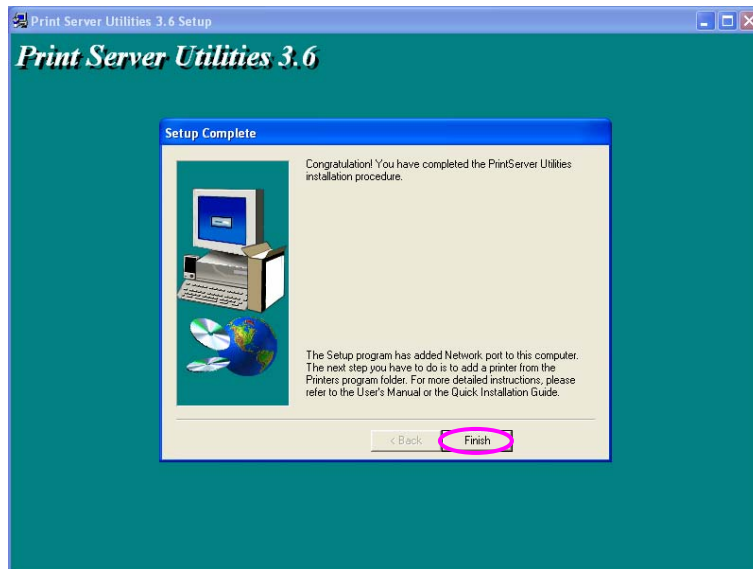 Print Server Utilities 3.6 Setup
Print Server Utilities 3.6
Setup Complete
Congratulation! You have completed the PrintServer Utilities
installation procedure.
The Setup program has added Network port to this computer.
The next step you have to do is to add a printer from the
Printers program folder. For more detailed instructions, please
refer to the User's Manual or the Quick Installation Guide.
< Back
Finish